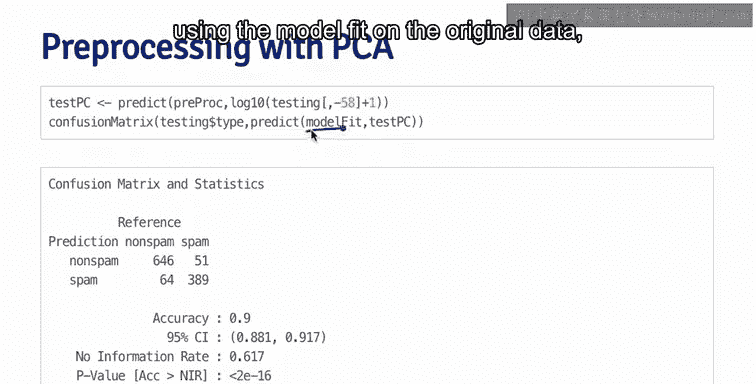 using the model fit on the original data,
Preprocessing with PCA
testPC <- predict(preProc,log10(testing[,-58]+1))
confusionMatrix(testing$type,predict(modelFit,testPC))
Confusion Matrix and Statistics
Reference
Prediction nonspam spam
nonspam 646 51
spam 64 389
Accuracy : 0.9
95% CI : (0.881, 0.917)
No Information Rate : 0.617
P-Value [Acc > NIR] : <2e-16